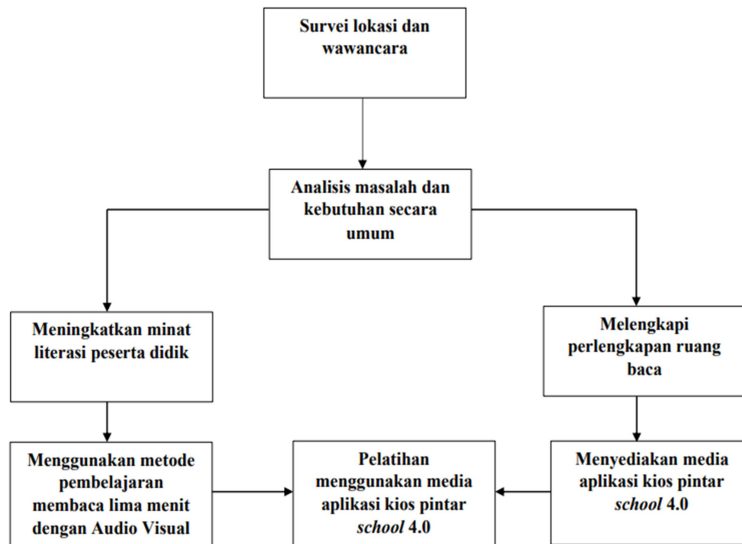 Survei lokasi dan
wawancara
Analisis masalah dan
kebutuhan secara
umum
Meningkatkan minat
literasi peserta didik
Melengkapi
perlengkapan ruang
baca
Menggunakan metode
pembelajaran
membaca lima menit
dengan Audio Visual
Pelatihan
menggunakan media
aplikasi kios pintar
school 4.0
Menyediakan media
aplikasi kios pintar
school 4.0